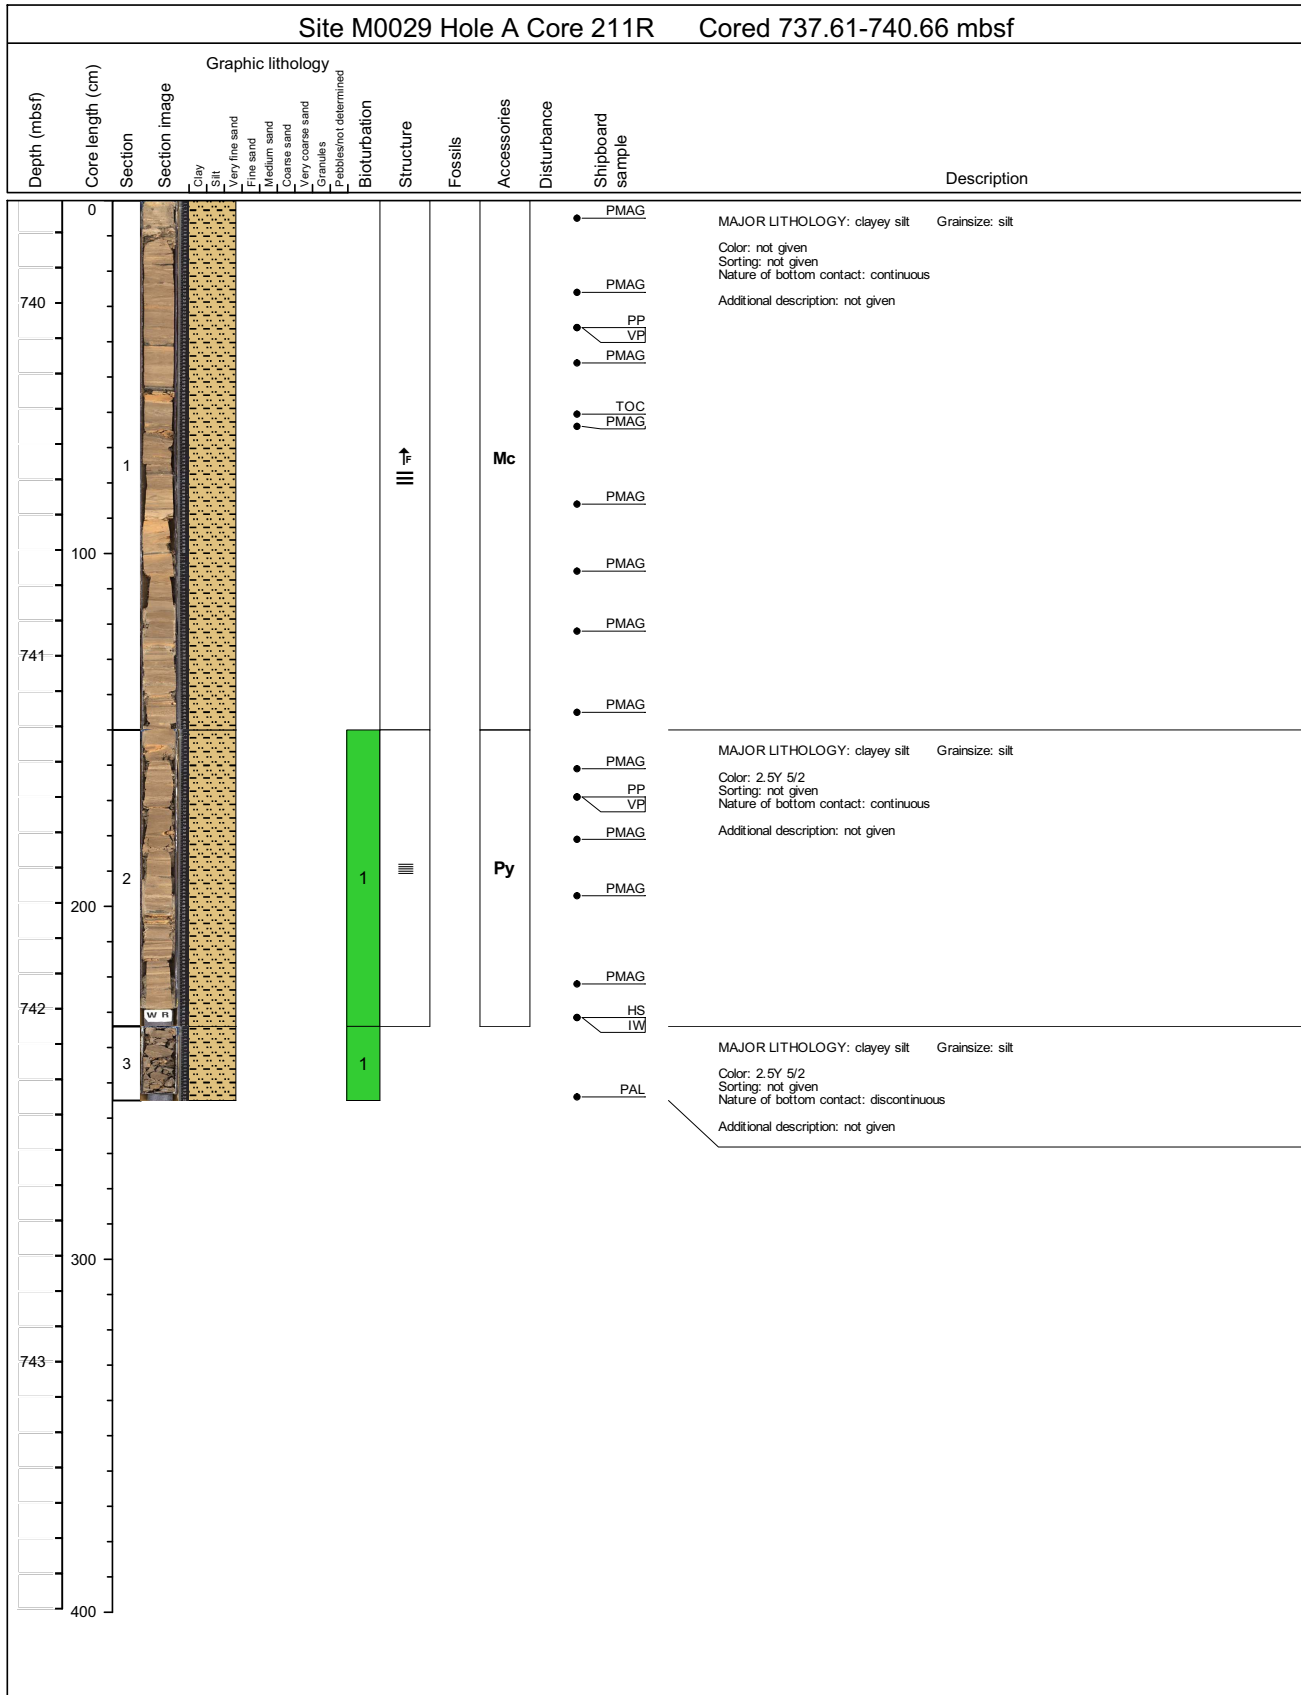 Site M0029 Hole A Core 211R Cored 737.61-740.66 mbsf
Graphic lithology
Depth (mbsf)
Core length (cm)
Section
Section image
Clay
Silt
Very fine sand
Fine sand
Medium sand
Coarse sand
Very coarse sand
Granules
Pebbles/not determined
Bioturbation
Structure
Fossils
Accessories
Disturbance
Shipboard
sample
Description
0
PMAG
MAJOR LITHOLOGY: clayey silt Grainsize: silt
Color: not given
Sorting: not given
Nature of bottom contact: continuous
Additional description: not given
PMAG
740
PP
VP
PMAG
TOC
PMAG
1
F
Mc
PMAG
100
PMAG
PMAG
741
PMAG
MAJOR LITHOLOGY: clayey silt Grainsize: silt
Color: 2.5Y 5/2
Sorting: not given
Nature of bottom contact: continuous
Additional description: not given
PMAG
PP
VP
PMAG
2
1
Py
PMAG
200
PMAG
742
W R
HS
IW
MAJOR LITHOLOGY: clayey silt Grainsize: silt
Color: 2.5Y 5/2
Sorting: not given
Nature of bottom contact: discontinuous
Additional description: not given
3
1
PAL
300
743
400